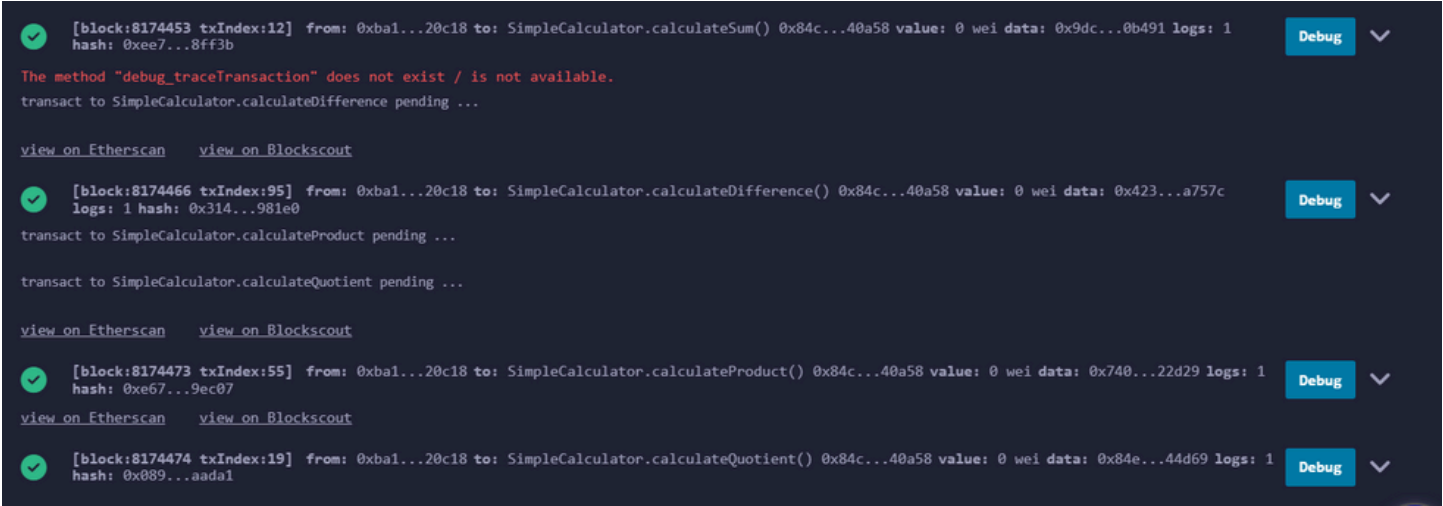 [block:8174453 txIndex:12] from: 0xba1...20c18 to: SimpleCalculator.calculateSum() 0x84c...40a58 value: 0 wei data: 0x9dc...0b491 logs: 1
hash: 0xee7...8ff3b
Debug
The method "debug_traceTransaction" does not exist / is not available.
transact to SimpleCalculator.calculateDifference pending ...
view on Etherscan view on Blockscout
[block:8174466 txIndex:95] from: 0xba1...20c18 to: SimpleCalculator.calculateDifference() 0x84c...40a58 value: 0 wei data: 0x423...a757c
logs: 1 hash: 0x314...981e0
Debug
transact to SimpleCalculator.calculateProduct pending ...
transact to SimpleCalculator.calculateQuotient pending ...
view on Etherscan view on Blockscout
[block:8174473 txIndex:55] from: 0xba1...20c18 to: SimpleCalculator.calculateProduct() 0x84c...40a58 value: 0 wei data: 0x740...22d29 logs: 1
hash: 0xe67...9ec07
Debug
view on Etherscan view on Blockscout
[block:8174474 txIndex:19] from: 0xba1...20c18 to: SimpleCalculator.calculateQuotient() 0x84c...40a58 value: 0 wei data: 0x84e...44d69 logs: 1
hash: 0x089...aada1
Debug